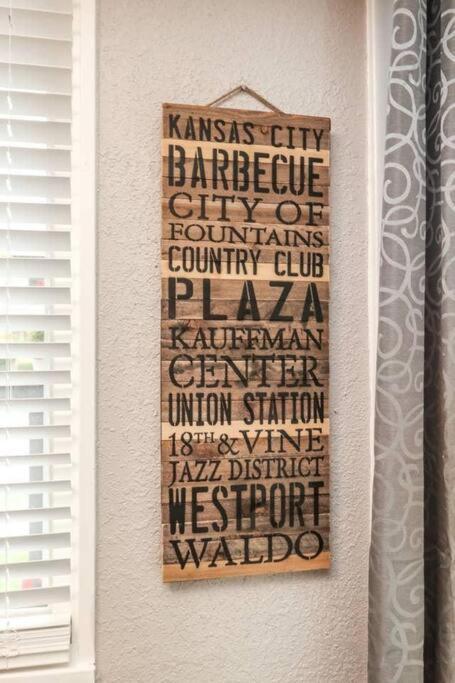 KANSAS CITY
BARBECUE
CITY OF
FOUNTAINS
COUNTRY CLUB
PLAZA
KAUFFMAN
CENTER
UNION STATION
18TH & VINE
JAZZ DISTRICT
WESTPORT
WALDO